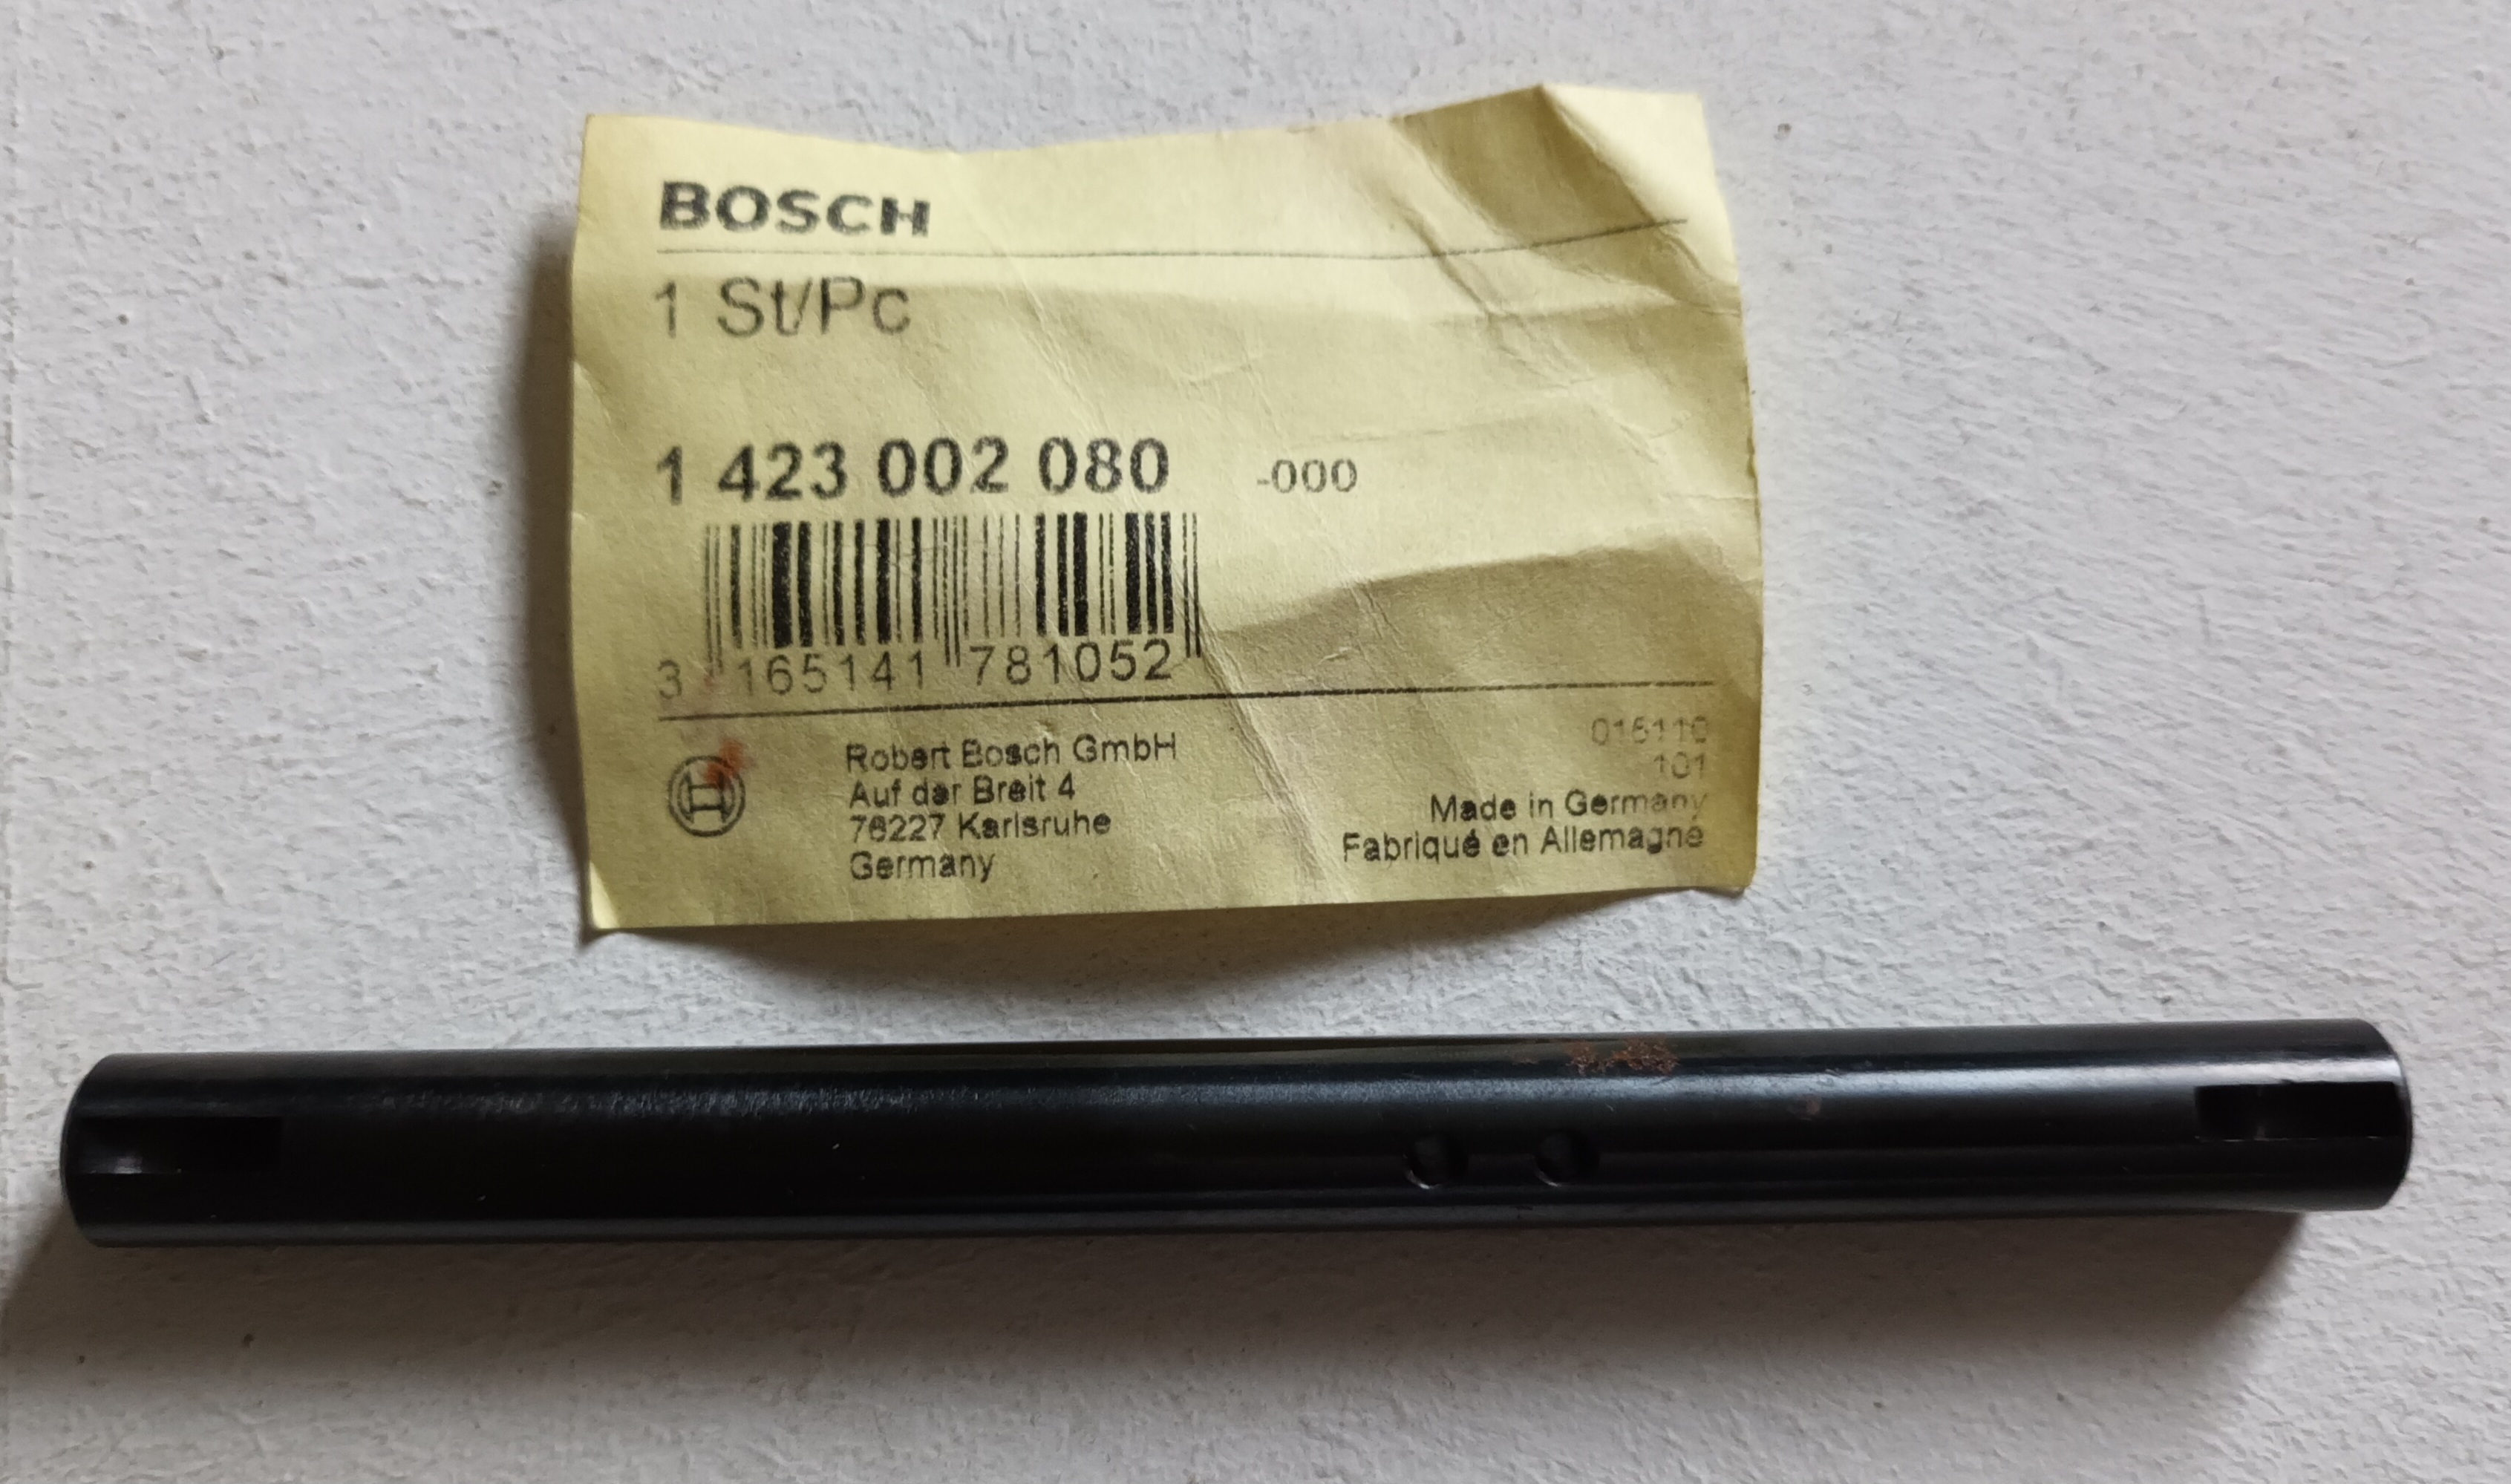 BOSCH
1 St/Pc
1 423 002 080 -000
3 165141 781052
Robert Bosch GmbH
Auf der Breit 4
76227 Karlsruhe
Germany
015110
101
Made in Germany
Fabriqué en Allemagne